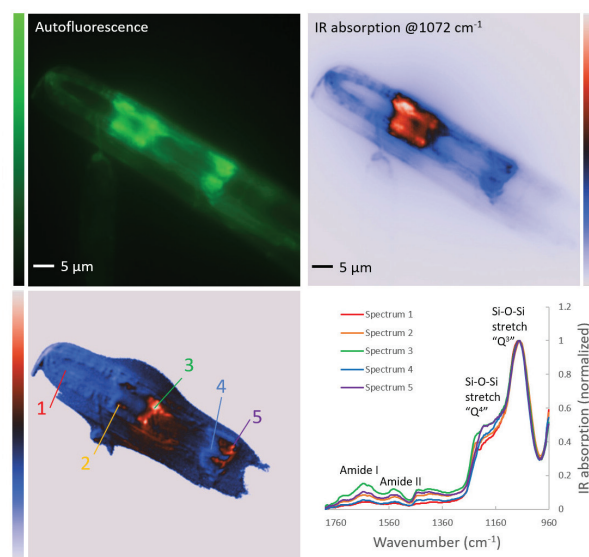 Autofluorescence
5 µm
IR absorption @1072 cm⁻¹
5 µm
1
2
3
4
5
Spectrum 1
Spectrum 2
Spectrum 3
Spectrum 4
Spectrum 5
Si-O-Si
stretch
“Q³”
Si-O-Si
stretch
“Q⁴”
Amide I
Amide II
1.2
1
0.8
0.6
0.4
0.2
0
IR absorption (normalized)
1760
1560
1360
1160
960
Wavenumber (cm⁻¹)